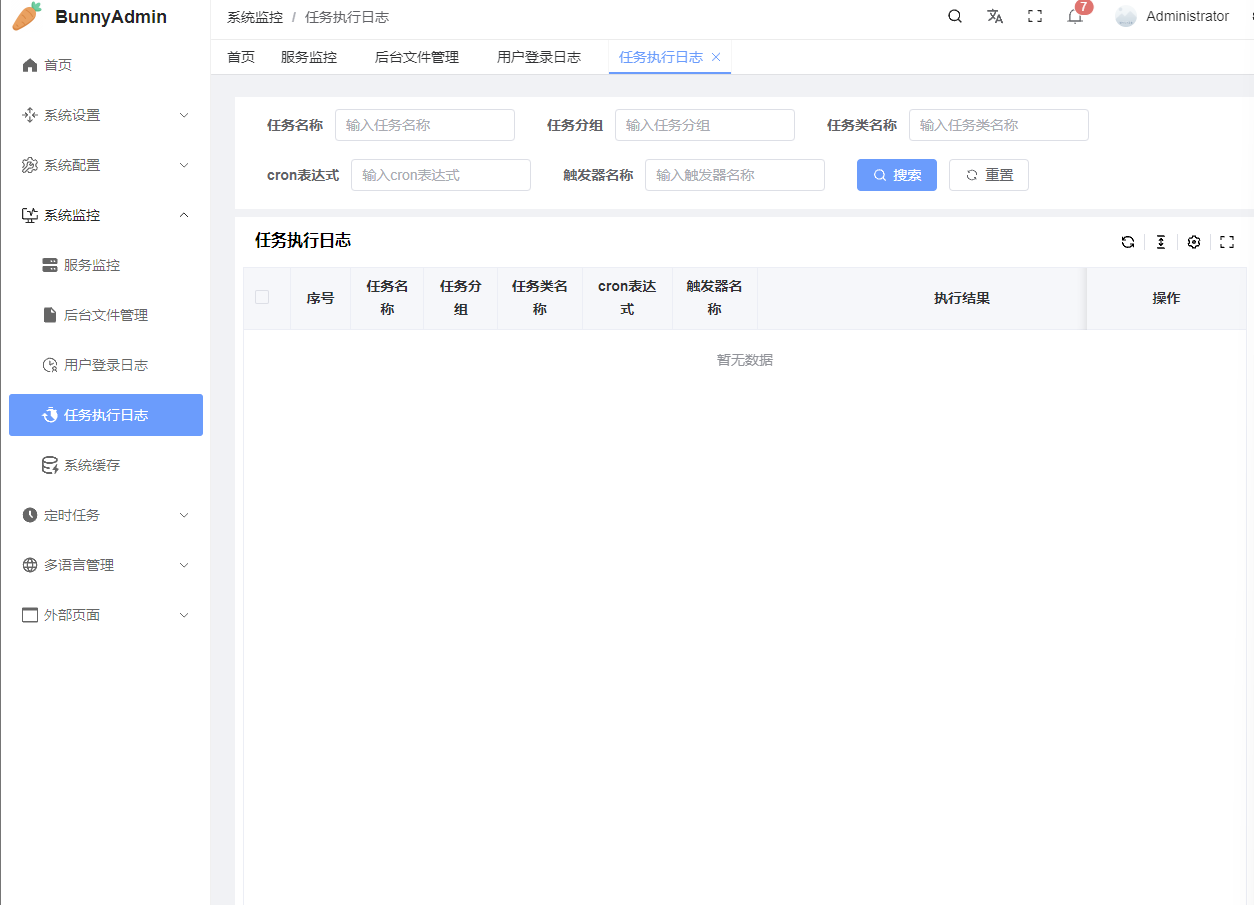 BunnyAdmin
首页
系统设置
系统配置
系统监控
服务监控
后台文件管理
用户登录日志
任务执行日志
系统缓存
定时任务
多语言管理
外部页面
系统监控 / 任务执行日志
7
Administrator
首页 服务监控 后台文件管理 用户登录日志 任务执行日志
任务名称 输入任务名称 任务分组 输入任务分组 任务类名称 输入任务类名称
cron表达式 输入cron表达式 触发器名称 输入触发器名称 搜索 重置
任务执行日志
序号
任务名
称
任务分
组
任务类名
称
cron表达
式
触发器名
称
执行结果
操作
暂无数据